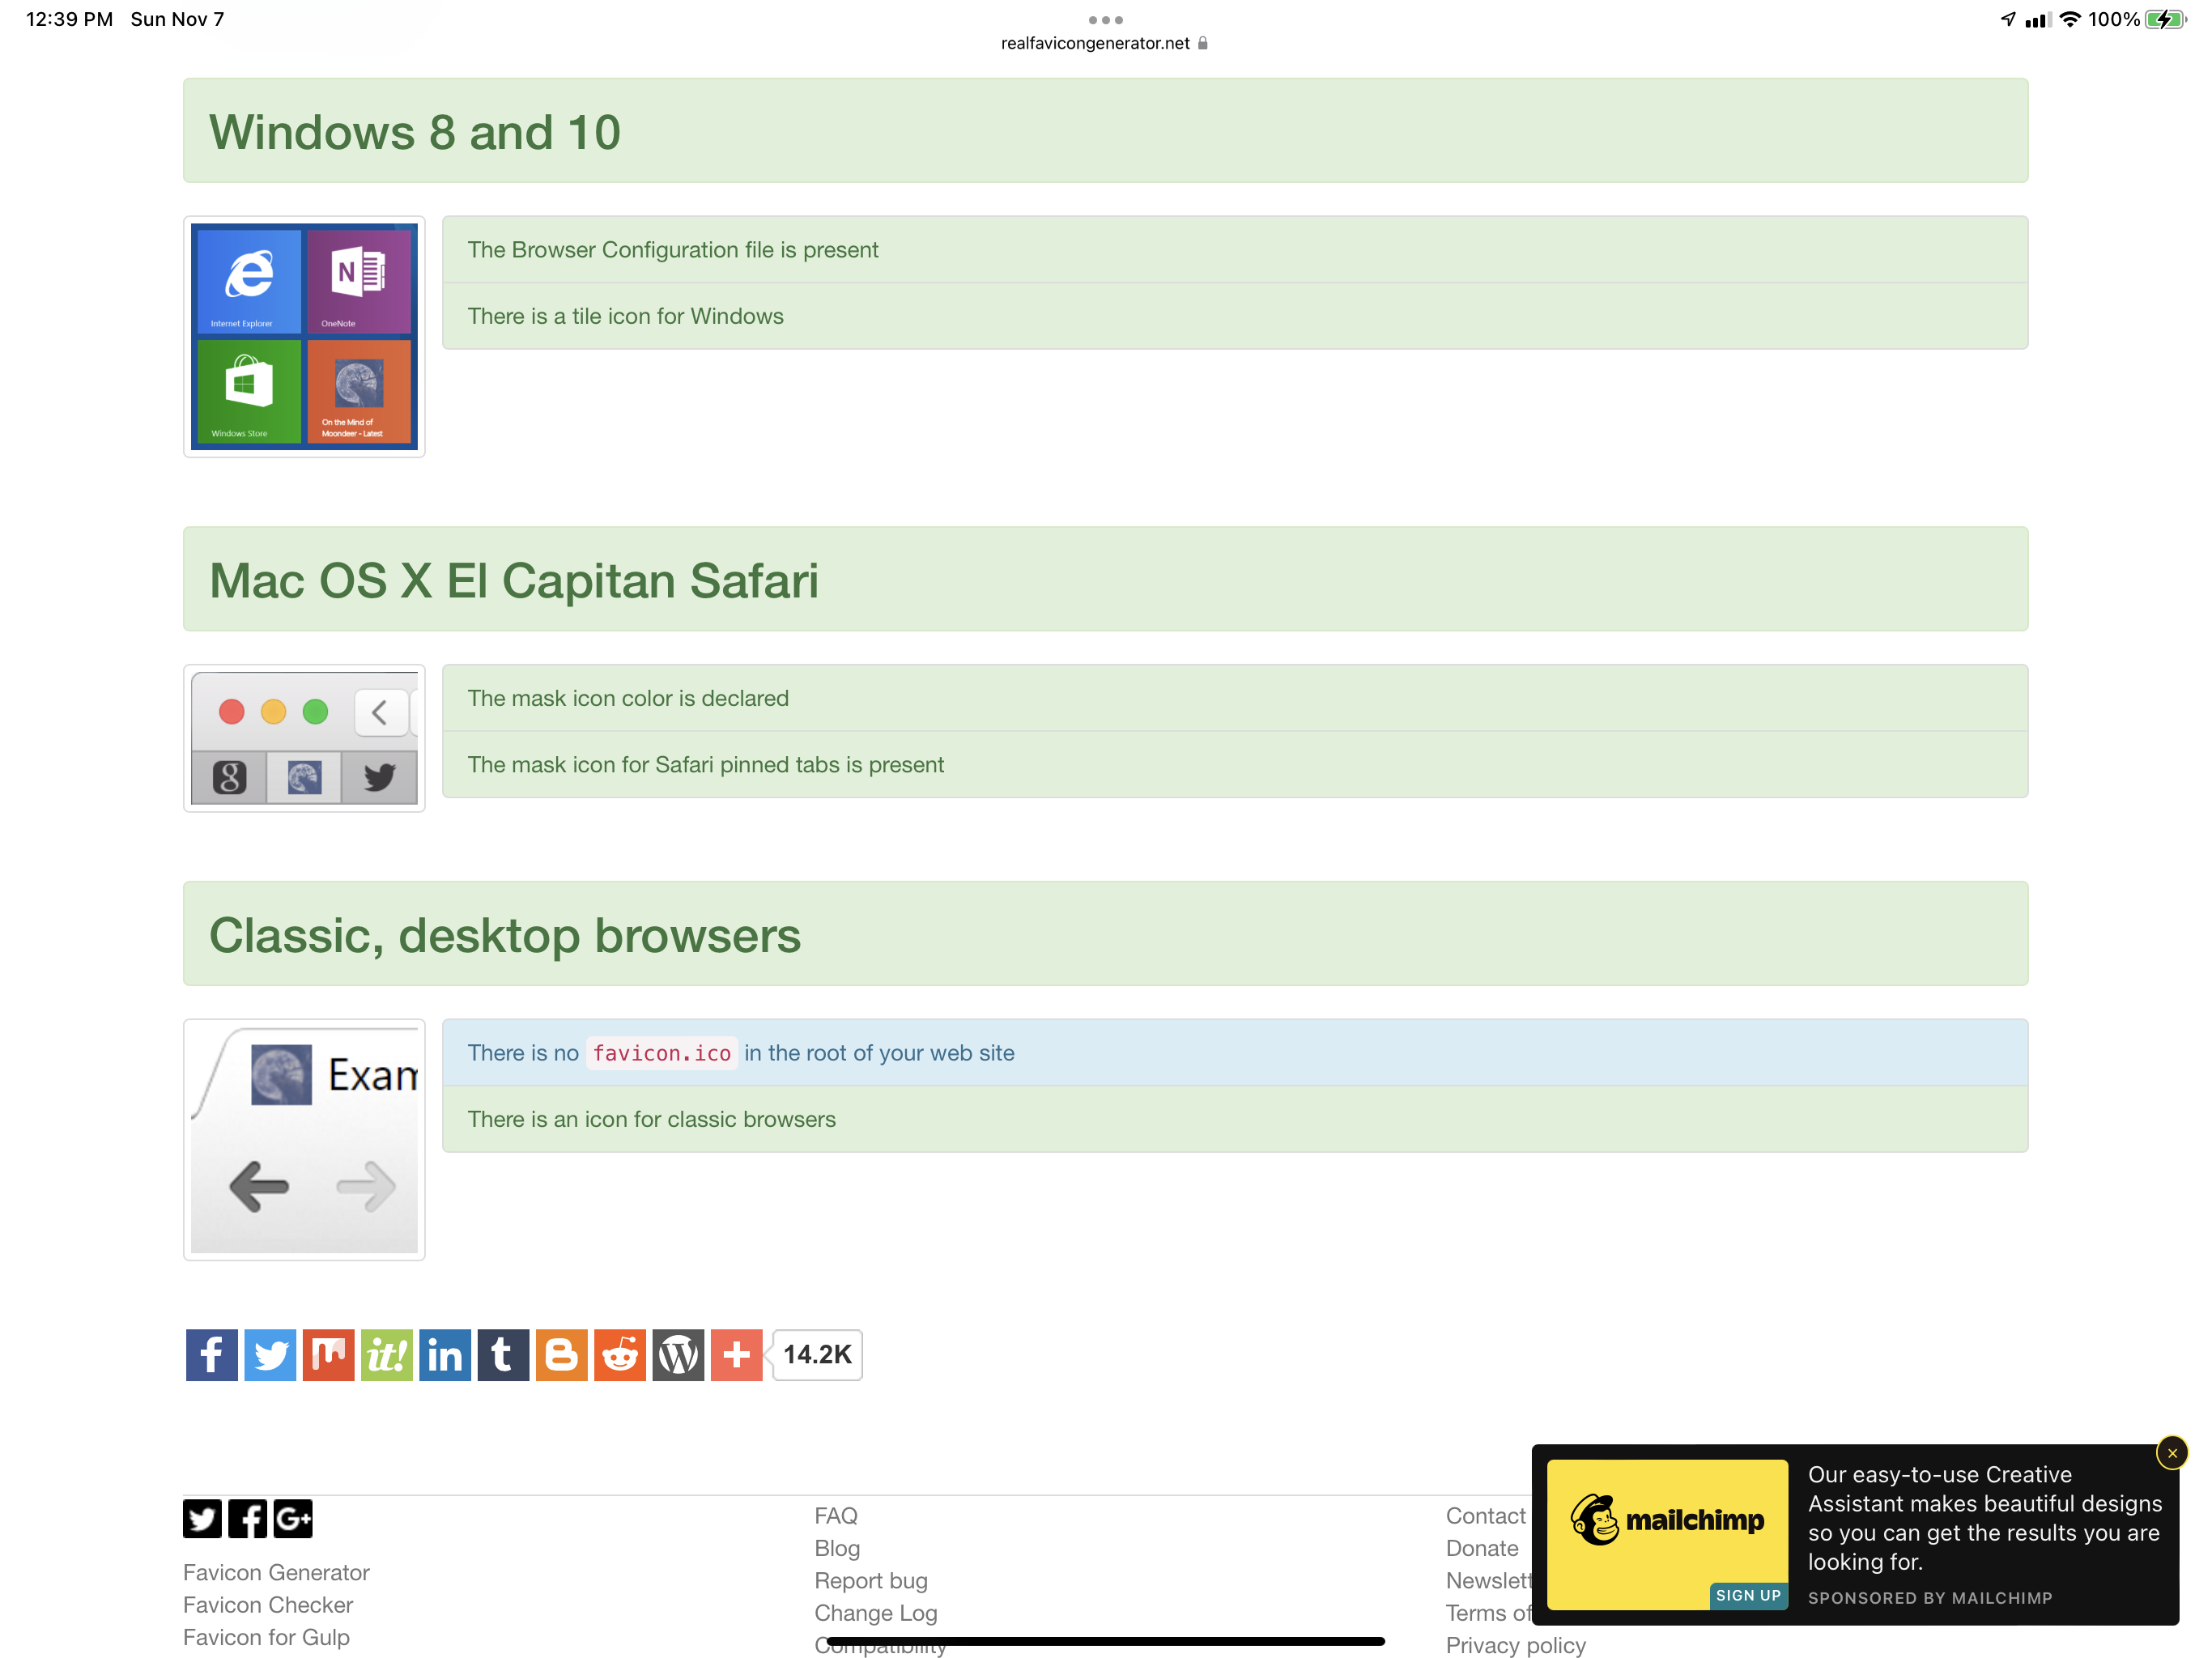 12:39 PM Sun Nov 7
100%
realfavicongenerator.net
Windows 8 and 10
Internet Explorer
OneNote
Windows Store
On the Mind of
Moondeer - Latest
The Browser Configuration file is present
There is a tile icon for Windows
Mac OS X El Capitan Safari
The mask icon color is declared
The mask icon for Safari pinned tabs is present
Classic, desktop browsers
Exam
There is no favicon.ico in the root of your web site
There is an icon for classic browsers
14.2K
Favicon Generator
Favicon Checker
Favicon for Gulp
FAQ
Blog
Report bug
Change Log
Compatibility
Contact
Donate
Newslett
Terms of
Privacy policy
mailchimp
SIGN UP
Our easy-to-use Creative
Assistant makes beautiful designs
so you can get the results you are
looking for.
SPONSORED BY MAILCHIMP